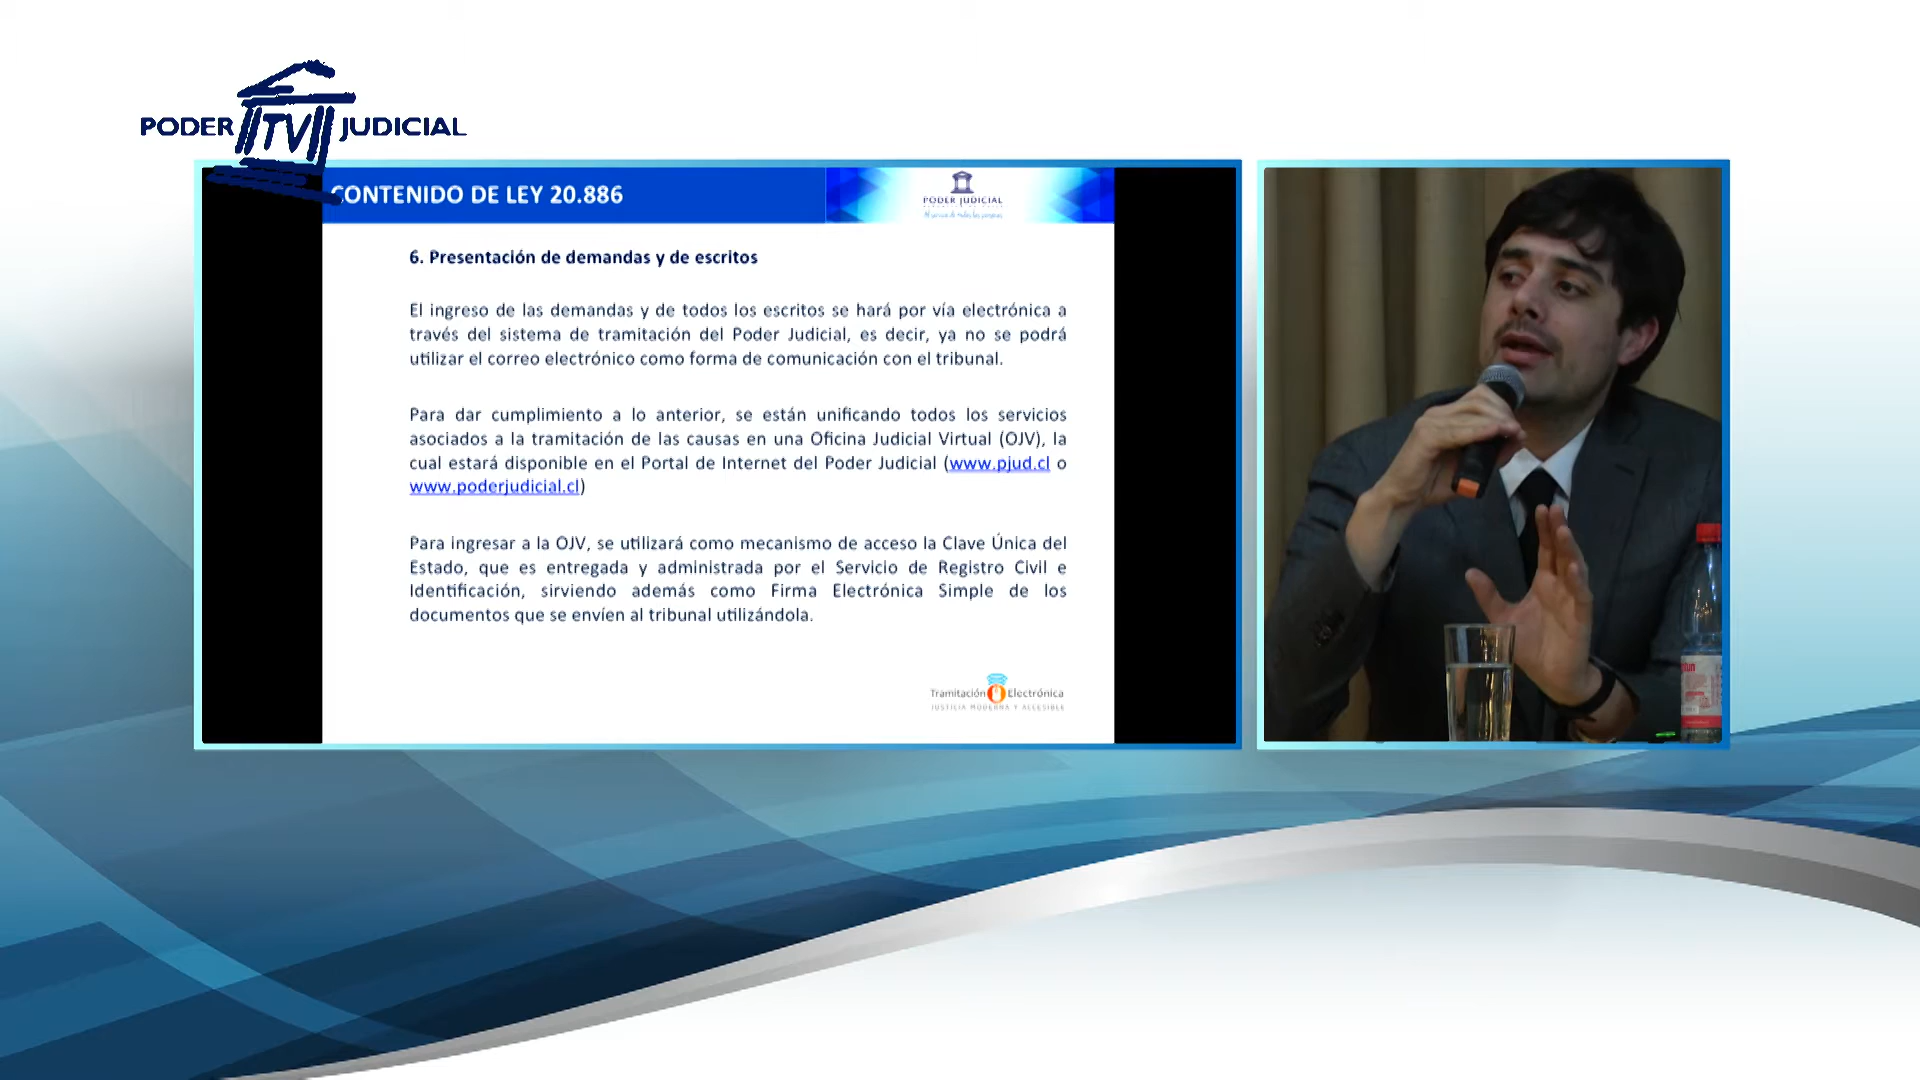 PODER TV JUDICIAL
CONTENIDO DE LEY 20.886
PODER JUDICIAL
6. Presentación de demandas y de escritos
El ingreso de las demandas y de todos los escritos se hará por vía electrónica a
través del sistema de tramitación del Poder Judicial, es decir, ya no se podrá
utilizar el correo electrónico como forma de comunicación con el tribunal.
Para dar cumplimiento a lo anterior, se están unificando todos los servicios
asociados a la tramitación de las causas en una Oficina Judicial Virtual (OJV), la
cual estará disponible en el Portal de Internet del Poder Judicial (www.pjud.cl o
www.poderjudicial.cl)
Para ingresar a la OJV, se utilizará como mecanismo de acceso la Clave Única del
Estado, que es entregada y administrada por el Servicio de Registro Civil e
Identificación, sirviendo además como Firma Electrónica Simple de los
documentos que se envíen al tribunal utilizándola.
Tramitación Electrónica
JUSTICIA MODERNA Y ACCESIBLE